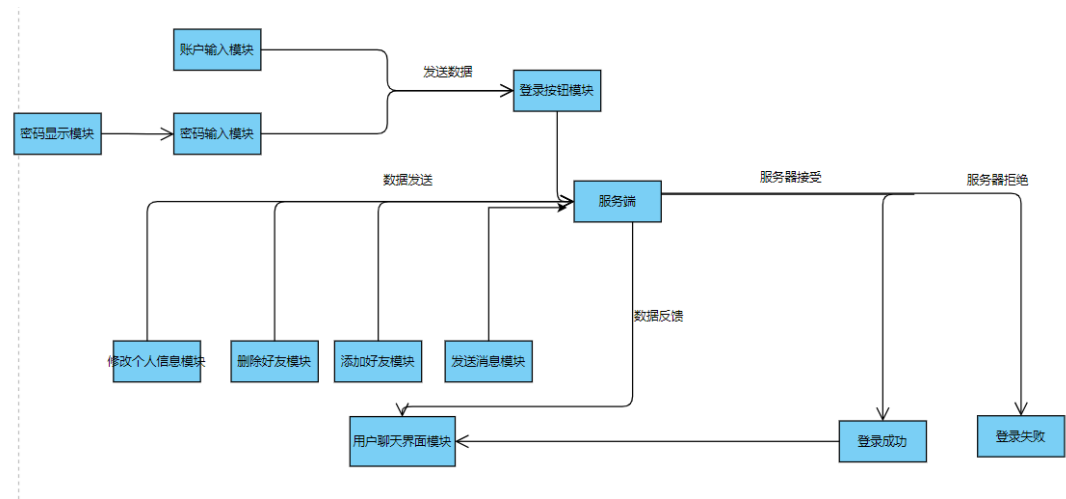 账户输入模块
发送数据
登录按钮模块
密码显示模块
密码输入模块
数据发送
服务器接受
服务器拒绝
服务端
数据反馈
修改个人信息模块
删除好友模块
添加好友模块
发送消息模块
用户聊天界面模块
登录成功
登录失败